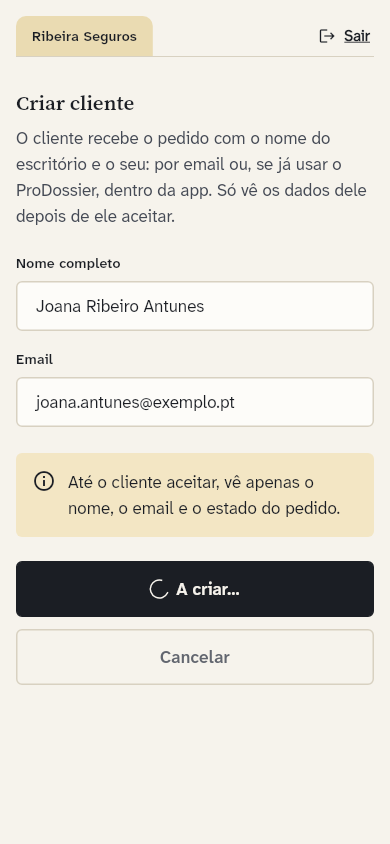 Ribeira Seguros
Sair
Criar cliente
O cliente recebe o pedido com o nome do
escritório e o seu: por email ou, se já usar o
ProDossier, dentro da app. Só vê os dados dele
depois de ele aceitar.
Nome completo
Joana Ribeiro Antunes
Email
joana.antunes@exemplo.pt
Até o cliente aceitar, vê apenas o
nome, o email e o estado do pedido.
A criar...
Cancelar